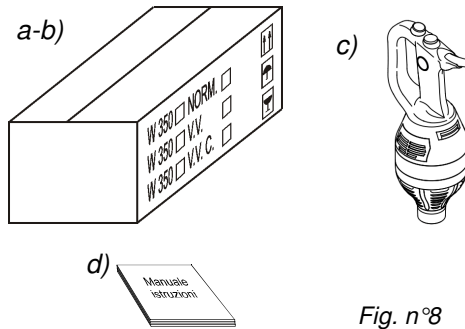 a-b)
c)
W 350 □ NORM. □
W 350 □ V.V. □
W 350 □ V.V. C. □
d)
Manuale
istruzioni
Fig. n°8